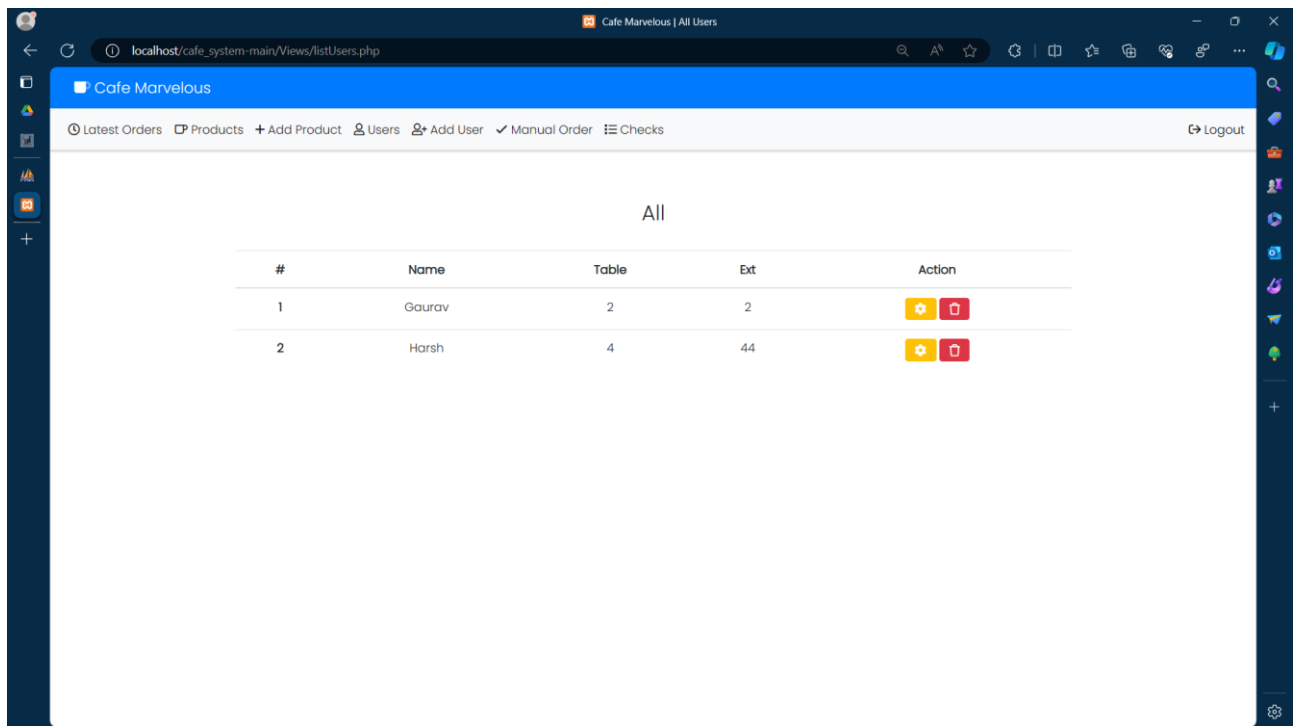 Cafe Marvelous | All Users
localhost/cafe_system-main/Views/listUsers.php
Cafe Marvelous
Latest Orders Products Add Product Users Add User Manual Order Checks Logout
All
# Name Table Ext Action
1 Gaurav 2 2
2 Harsh 4 44